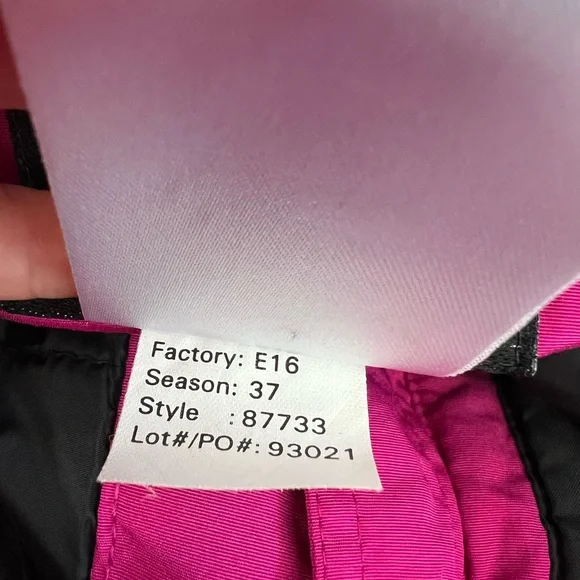 Factory: E16
Season: 37
Style : 87733
Lot#/PO#: 93021